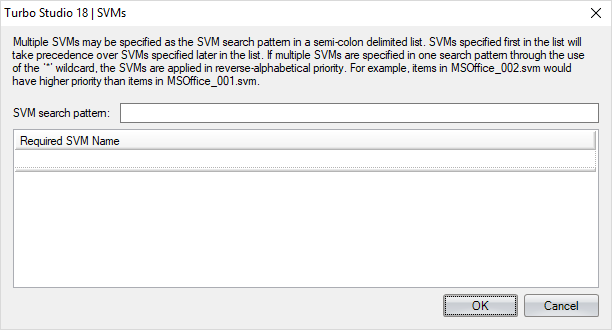 Turbo Studio 18 | SVMs
Multiple SVMs may be specified as the SVM search pattern in a semi-colon delimited list. SVMs specified first in the list will
take precedence over SVMs specified later in the list. If multiple SVMs are specified in one search pattern through the use
of the '*' wildcard, the SVMs are applied in reverse-alphabetical priority. For example, items in MSOffice_002.svm would
have higher priority than items in MSOffice_001.svm.
SVM search pattern:
Required SVM Name
OK
Cancel